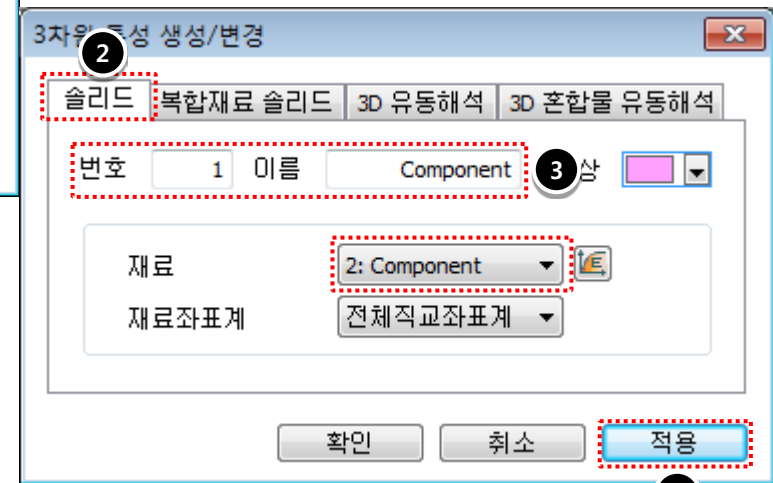 3차원 특성 생성/변경
2
솔리드 복합재료 솔리드 3D 유동해석 3D 혼합물 유동해석
번호 1 이름 Component 3 상
재료 2: Component
재료좌표계 전체직교좌표계
확인 취소 적용